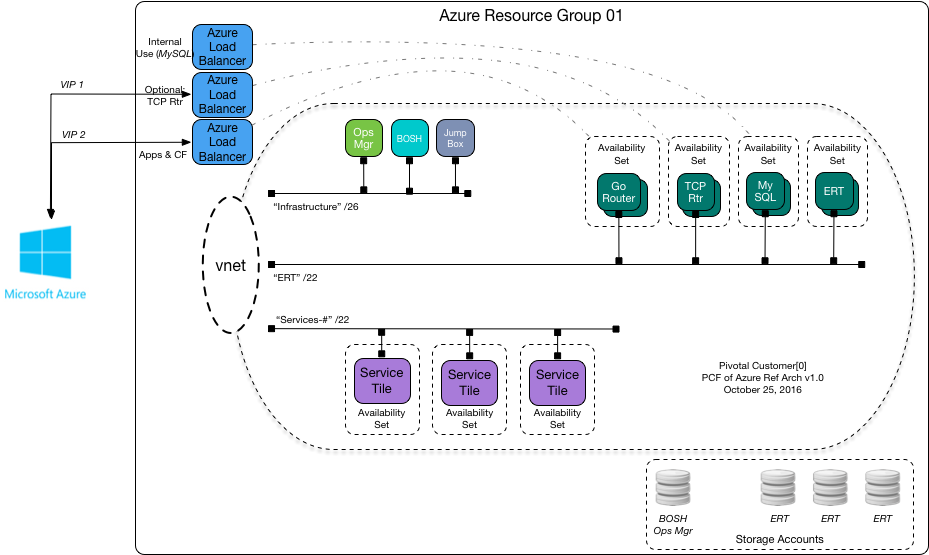 Azure Resource Group 01
Internal
Use (MySQL)
Azure
Load
Balancer
VIP 1
Optional:
TCP Rtr
Azure
Load
Balancer
VIP 2
Apps & CF
Azure
Load
Balancer
Ops
Mgr
BOSH
Jump
Box
Availability
Set
Go
Router
Availability
Set
TCP
Rtr
Availability
Set
My
SQL
Availability
Set
ERT
“Infrastructure” /26
vnet
Microsoft Azure
“ERT” /22
“Services-#” /22
Service
Tile
Availability
Set
Service
Tile
Availability
Set
Service
Tile
Availability
Set
Pivotal Customer[0]
PCF of Azure Ref Arch v1.0
October 25, 2016
BOSH
Ops Mgr
ERT
ERT
ERT
Storage Accounts